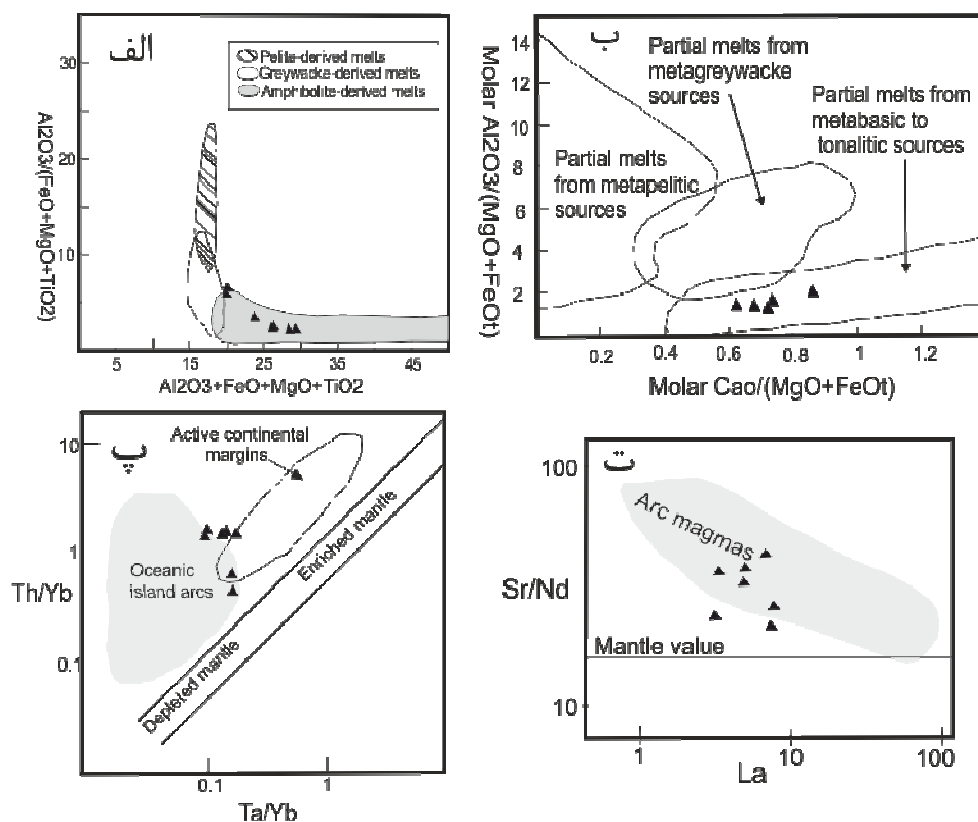 الف
30
20
10
Al2O3/(FeO+MgO+TiO2)
Pelite-derived melts
Greywacke-derived melts
Amphibolite-derived melts
5 15 25 35 45
Al2O3+FeO+MgO+TiO2
ب
14
12
10
8
6
4
2
Molar Al2O3/(MgO+FeOt)
Partial melts from
metagreywacke
sources
Partial melts from
metabasic to
tonalitic sources
Partial melts
from metapelitic
sources
0.2 0.4 0.6 0.8 1 1.2
Molar Cao/(MgO+FeOt)
پ
10
1
0.1
Th/Yb
Active continental
margins
Oceanic
island arcs
Enriched mantle
Depleted mantle
0.1 1
Ta/Yb
ت
100
10
Sr/Nd
Arc magmas
Mantle value
1 10 100
La